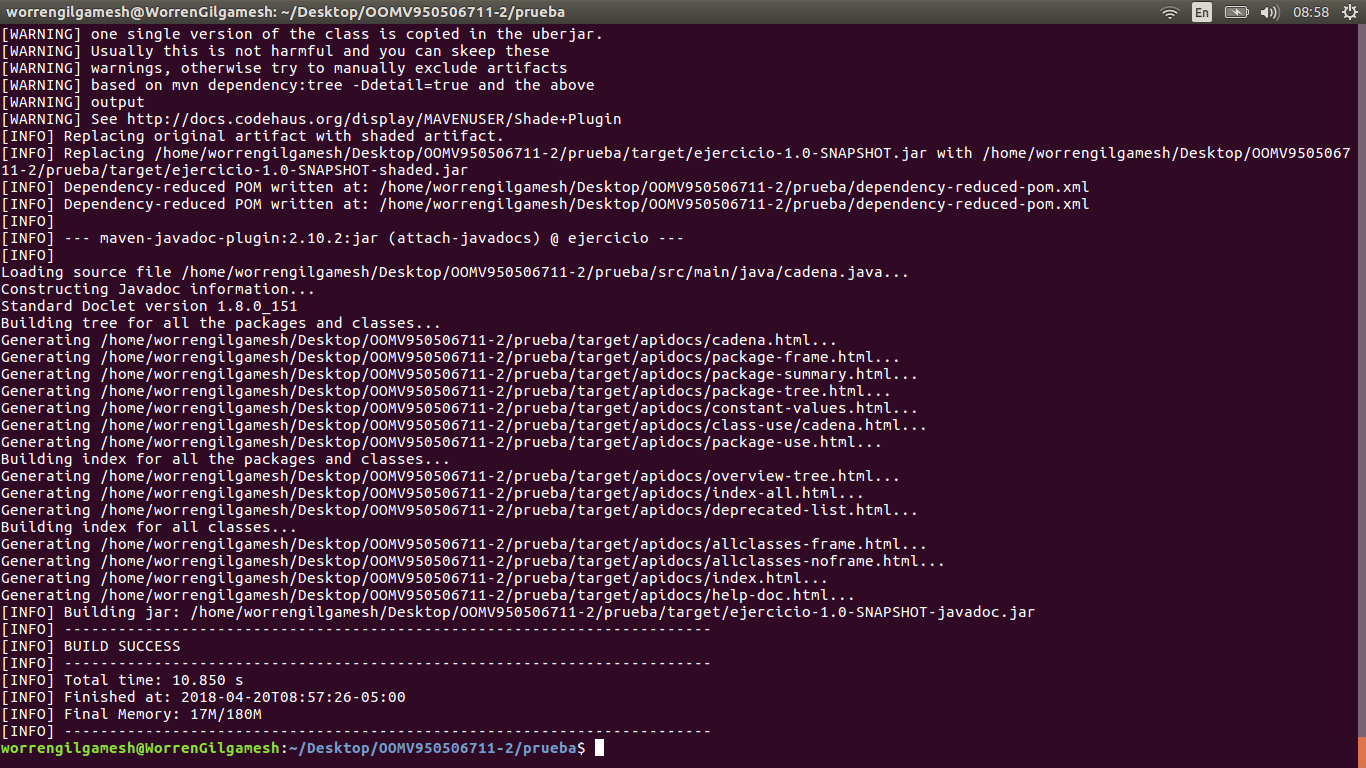 worrengilgamesh@WorrenGilgamesh: ~/Desktop/OOMV950506711-2/prueba
En
08:58
[WARNING] one single version of the class is copied in the uberjar.
[WARNING] Usually this is not harmful and you can skeep these
[WARNING] warnings, otherwise try to manually exclude artifacts
[WARNING] based on mvn dependency:tree -Ddetail=true and the above
[WARNING] output
[WARNING] See http://docs.codehaus.org/display/MAVENUSER/Shade+Plugin
[INFO] Replacing original artifact with shaded artifact.
[INFO] Replacing /home/worrengilgamesh/Desktop/OOMV950506711-2/prueba/target/ejercicio-1.0-SNAPSHOT.jar with /home/worrengilgamesh/Desktop/OOMV9505067
11-2/prueba/target/ejercicio-1.0-SNAPSHOT-shaded.jar
[INFO] Dependency-reduced POM written at: /home/worrengilgamesh/Desktop/OOMV950506711-2/prueba/dependency-reduced-pom.xml
[INFO] Dependency-reduced POM written at: /home/worrengilgamesh/Desktop/OOMV950506711-2/prueba/dependency-reduced-pom.xml
[INFO]
[INFO] --- maven-javadoc-plugin:2.10.2:jar (attach-javadocs) @ ejercicio ---
[INFO]
Loading source file /home/worrengilgamesh/Desktop/OOMV950506711-2/prueba/src/main/java/cadena.java...
Constructing Javadoc information...
Standard Doclet version 1.8.0_151
Building tree for all the packages and classes...
Generating /home/worrengilgamesh/Desktop/OOMV950506711-2/prueba/target/apidocs/cadena.html...
Generating /home/worrengilgamesh/Desktop/OOMV950506711-2/prueba/target/apidocs/package-frame.html...
Generating /home/worrengilgamesh/Desktop/OOMV950506711-2/prueba/target/apidocs/package-summary.html...
Generating /home/worrengilgamesh/Desktop/OOMV950506711-2/prueba/target/apidocs/package-tree.html...
Generating /home/worrengilgamesh/Desktop/OOMV950506711-2/prueba/target/apidocs/constant-values.html...
Generating /home/worrengilgamesh/Desktop/OOMV950506711-2/prueba/target/apidocs/class-use/cadena.html...
Generating /home/worrengilgamesh/Desktop/OOMV950506711-2/prueba/target/apidocs/package-use.html...
Building index for all the packages and classes...
Generating /home/worrengilgamesh/Desktop/OOMV950506711-2/prueba/target/apidocs/overview-tree.html...
Generating /home/worrengilgamesh/Desktop/OOMV950506711-2/prueba/target/apidocs/index-all.html...
Generating /home/worrengilgamesh/Desktop/OOMV950506711-2/prueba/target/apidocs/deprecated-list.html...
Building index for all classes...
Generating /home/worrengilgamesh/Desktop/OOMV950506711-2/prueba/target/apidocs/allclasses-frame.html...
Generating /home/worrengilgamesh/Desktop/OOMV950506711-2/prueba/target/apidocs/allclasses-noframe.html...
Generating /home/worrengilgamesh/Desktop/OOMV950506711-2/prueba/target/apidocs/index.html...
Generating /home/worrengilgamesh/Desktop/OOMV950506711-2/prueba/target/apidocs/help-doc.html...
[INFO] Building jar: /home/worrengilgamesh/Desktop/OOMV950506711-2/prueba/target/ejercicio-1.0-SNAPSHOT-javadoc.jar
[INFO] ------------------------------------------------------------------------
[INFO] BUILD SUCCESS
[INFO] ------------------------------------------------------------------------
[INFO] Total time: 10.850 s
[INFO] Finished at: 2018-04-20T08:57:26-05:00
[INFO] Final Memory: 17M/180M
[INFO] ------------------------------------------------------------------------
worrengilgamesh@WorrenGilgamesh:~/Desktop/OOMV950506711-2/prueba$